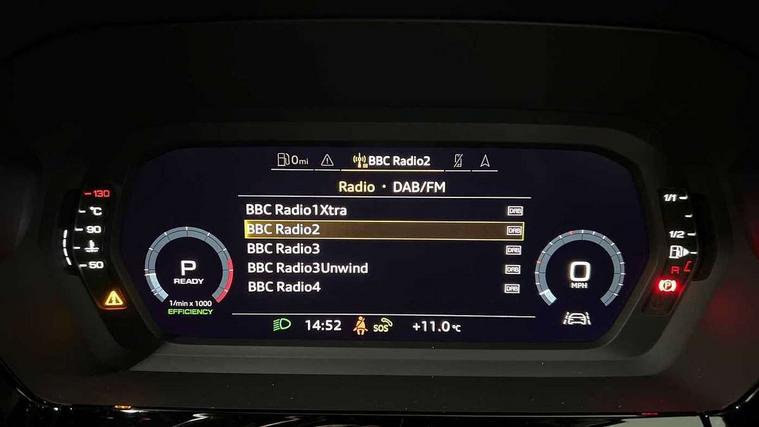 0mi
BBC Radio2
Radio • DAB/FM
BBC Radio1Xtra DAB
BBC Radio2 DAB
BBC Radio3 DAB
BBC Radio3Unwind DAB
BBC Radio4 DAB
130
°C
90
50
P
READY
1/min x 1000
EFFICIENCY
0
MPH
1/1
1/2
R
P
14:52
SOS
+11.0°C